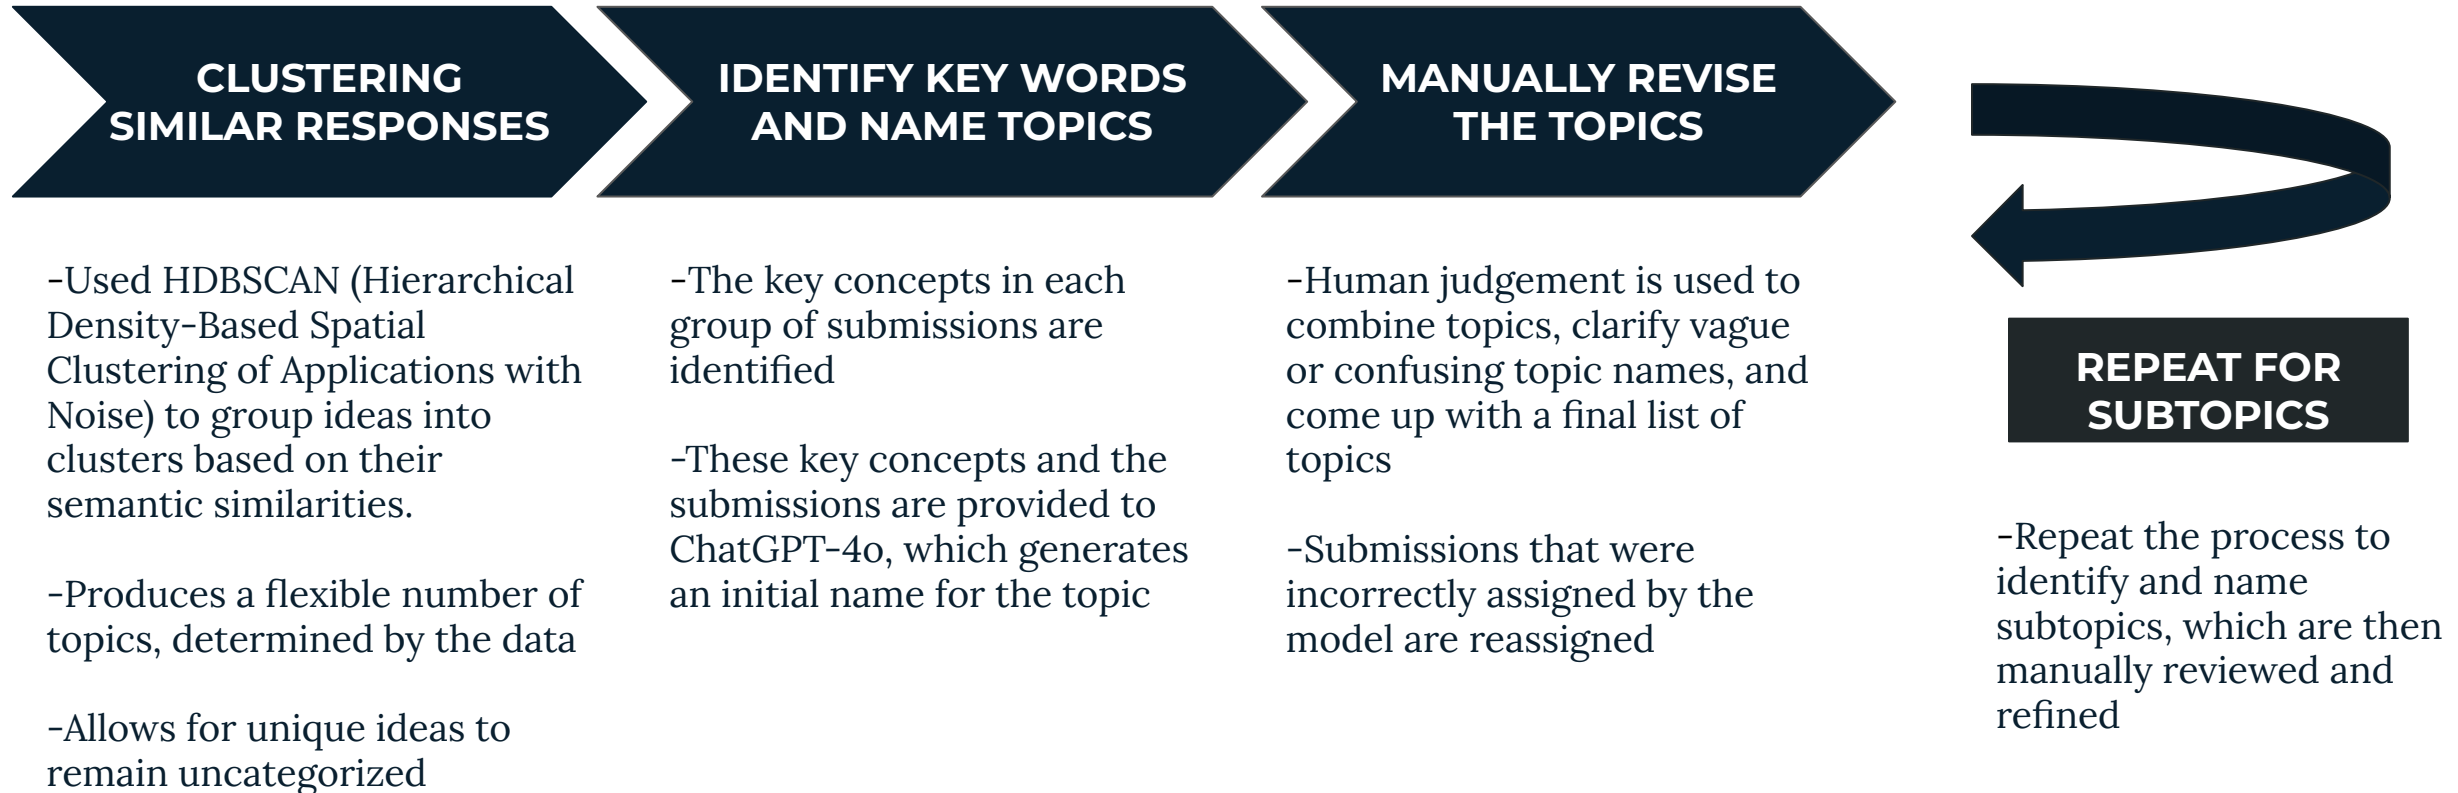 CLUSTERING
SIMILAR RESPONSES
-Used HDBSCAN (Hierarchical
Density-Based Spatial
Clustering of Applications with
Noise) to group ideas into
clusters based on their
semantic similarities.
-Produces a flexible number of
topics, determined by the data
-Allows for unique ideas to
remain uncategorized
IDENTIFY KEY WORDS
AND NAME TOPICS
-The key concepts in each
group of submissions are
identified
-These key concepts and the
submissions are provided to
ChatGPT-4o, which generates
an initial name for the topic
MANUALLY REVISE
THE TOPICS
-Human judgement is used to
combine topics, clarify vague
or confusing topic names, and
come up with a final list of
topics
-Submissions that were
incorrectly assigned by the
model are reassigned
REPEAT FOR
SUBTOPICS
-Repeat the process to
identify and name
subtopics, which are then
manually reviewed and
refined